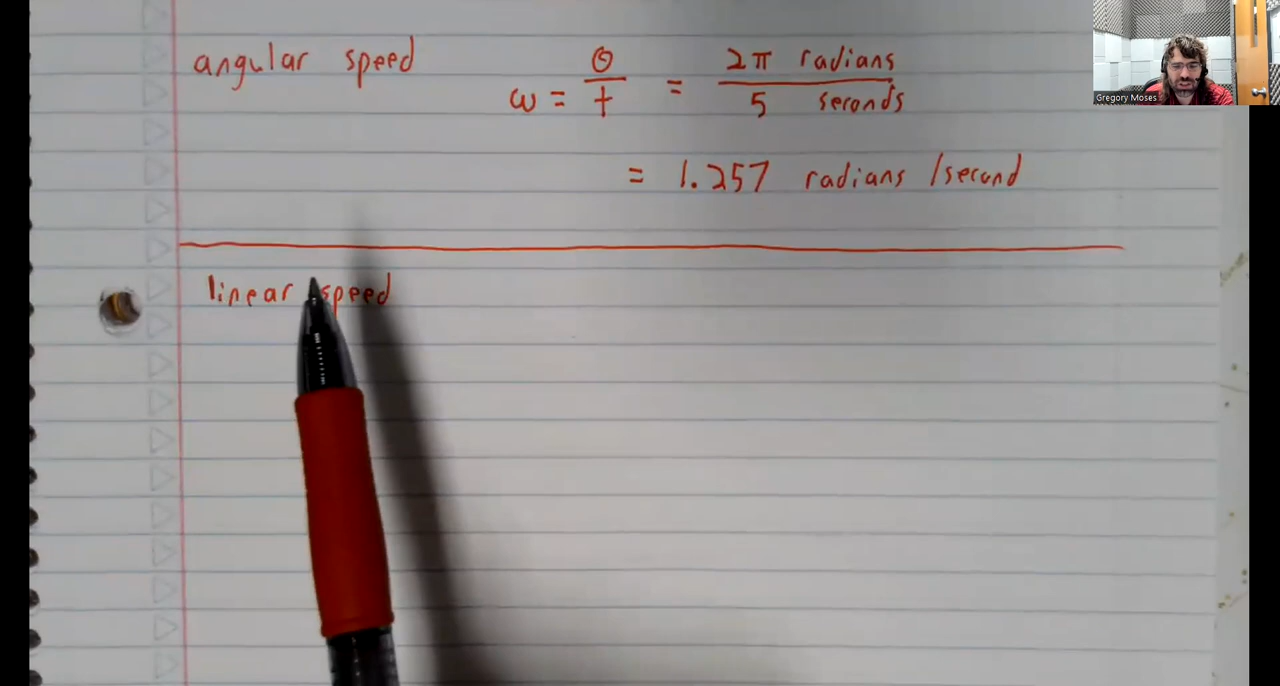 angular speed ω = θ/t = 2π radians / 5 seconds
= 1.257 radians /second
linear speed
Gregory Moses